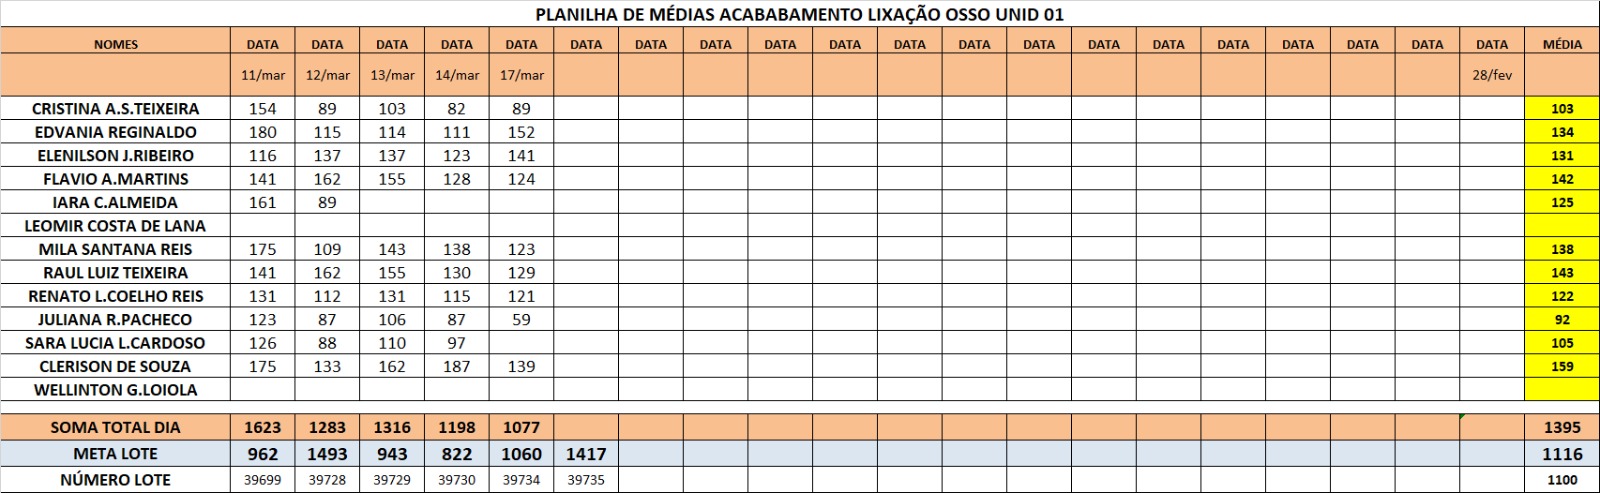 PLANILHA DE MÉDIAS ACABABAMENTO LIXAÇÃO OSSO UNID 01
NOMES DATA DATA DATA DATA DATA DATA DATA DATA DATA DATA DATA DATA DATA DATA DATA DATA DATA DATA DATA DATA MÉDIA
11/mar 12/mar 13/mar 14/mar 17/mar 28/fev
CRISTINA A.S.TEIXEIRA 154 89 103 82 89 103
EDVANIA REGINALDO 180 115 114 111 152 134
ELENILSON J.RIBEIRO 116 137 137 123 141 131
FLAVIO A.MARTINS 141 162 155 128 124 142
IARA C.ALMEIDA 161 89 125
LEOMIR COSTA DE LANA
MILA SANTANA REIS 175 109 143 138 123 138
RAUL LUIZ TEIXEIRA 141 162 155 130 129 143
RENATO L.COELHO REIS 131 112 131 115 121 122
JULIANA R.PACHECO 123 87 106 87 59 92
SARA LUCIA L.CARDOSO 126 88 110 97 105
CLERISON DE SOUZA 175 133 162 187 139 159
WELLINTON G.LOIOLA
SOMA TOTAL DIA 1623 1283 1316 1198 1077 1395
META LOTE 962 1493 943 822 1060 1417 1116
NÚMERO LOTE 39699 39728 39729 39730 39734 39735 1100